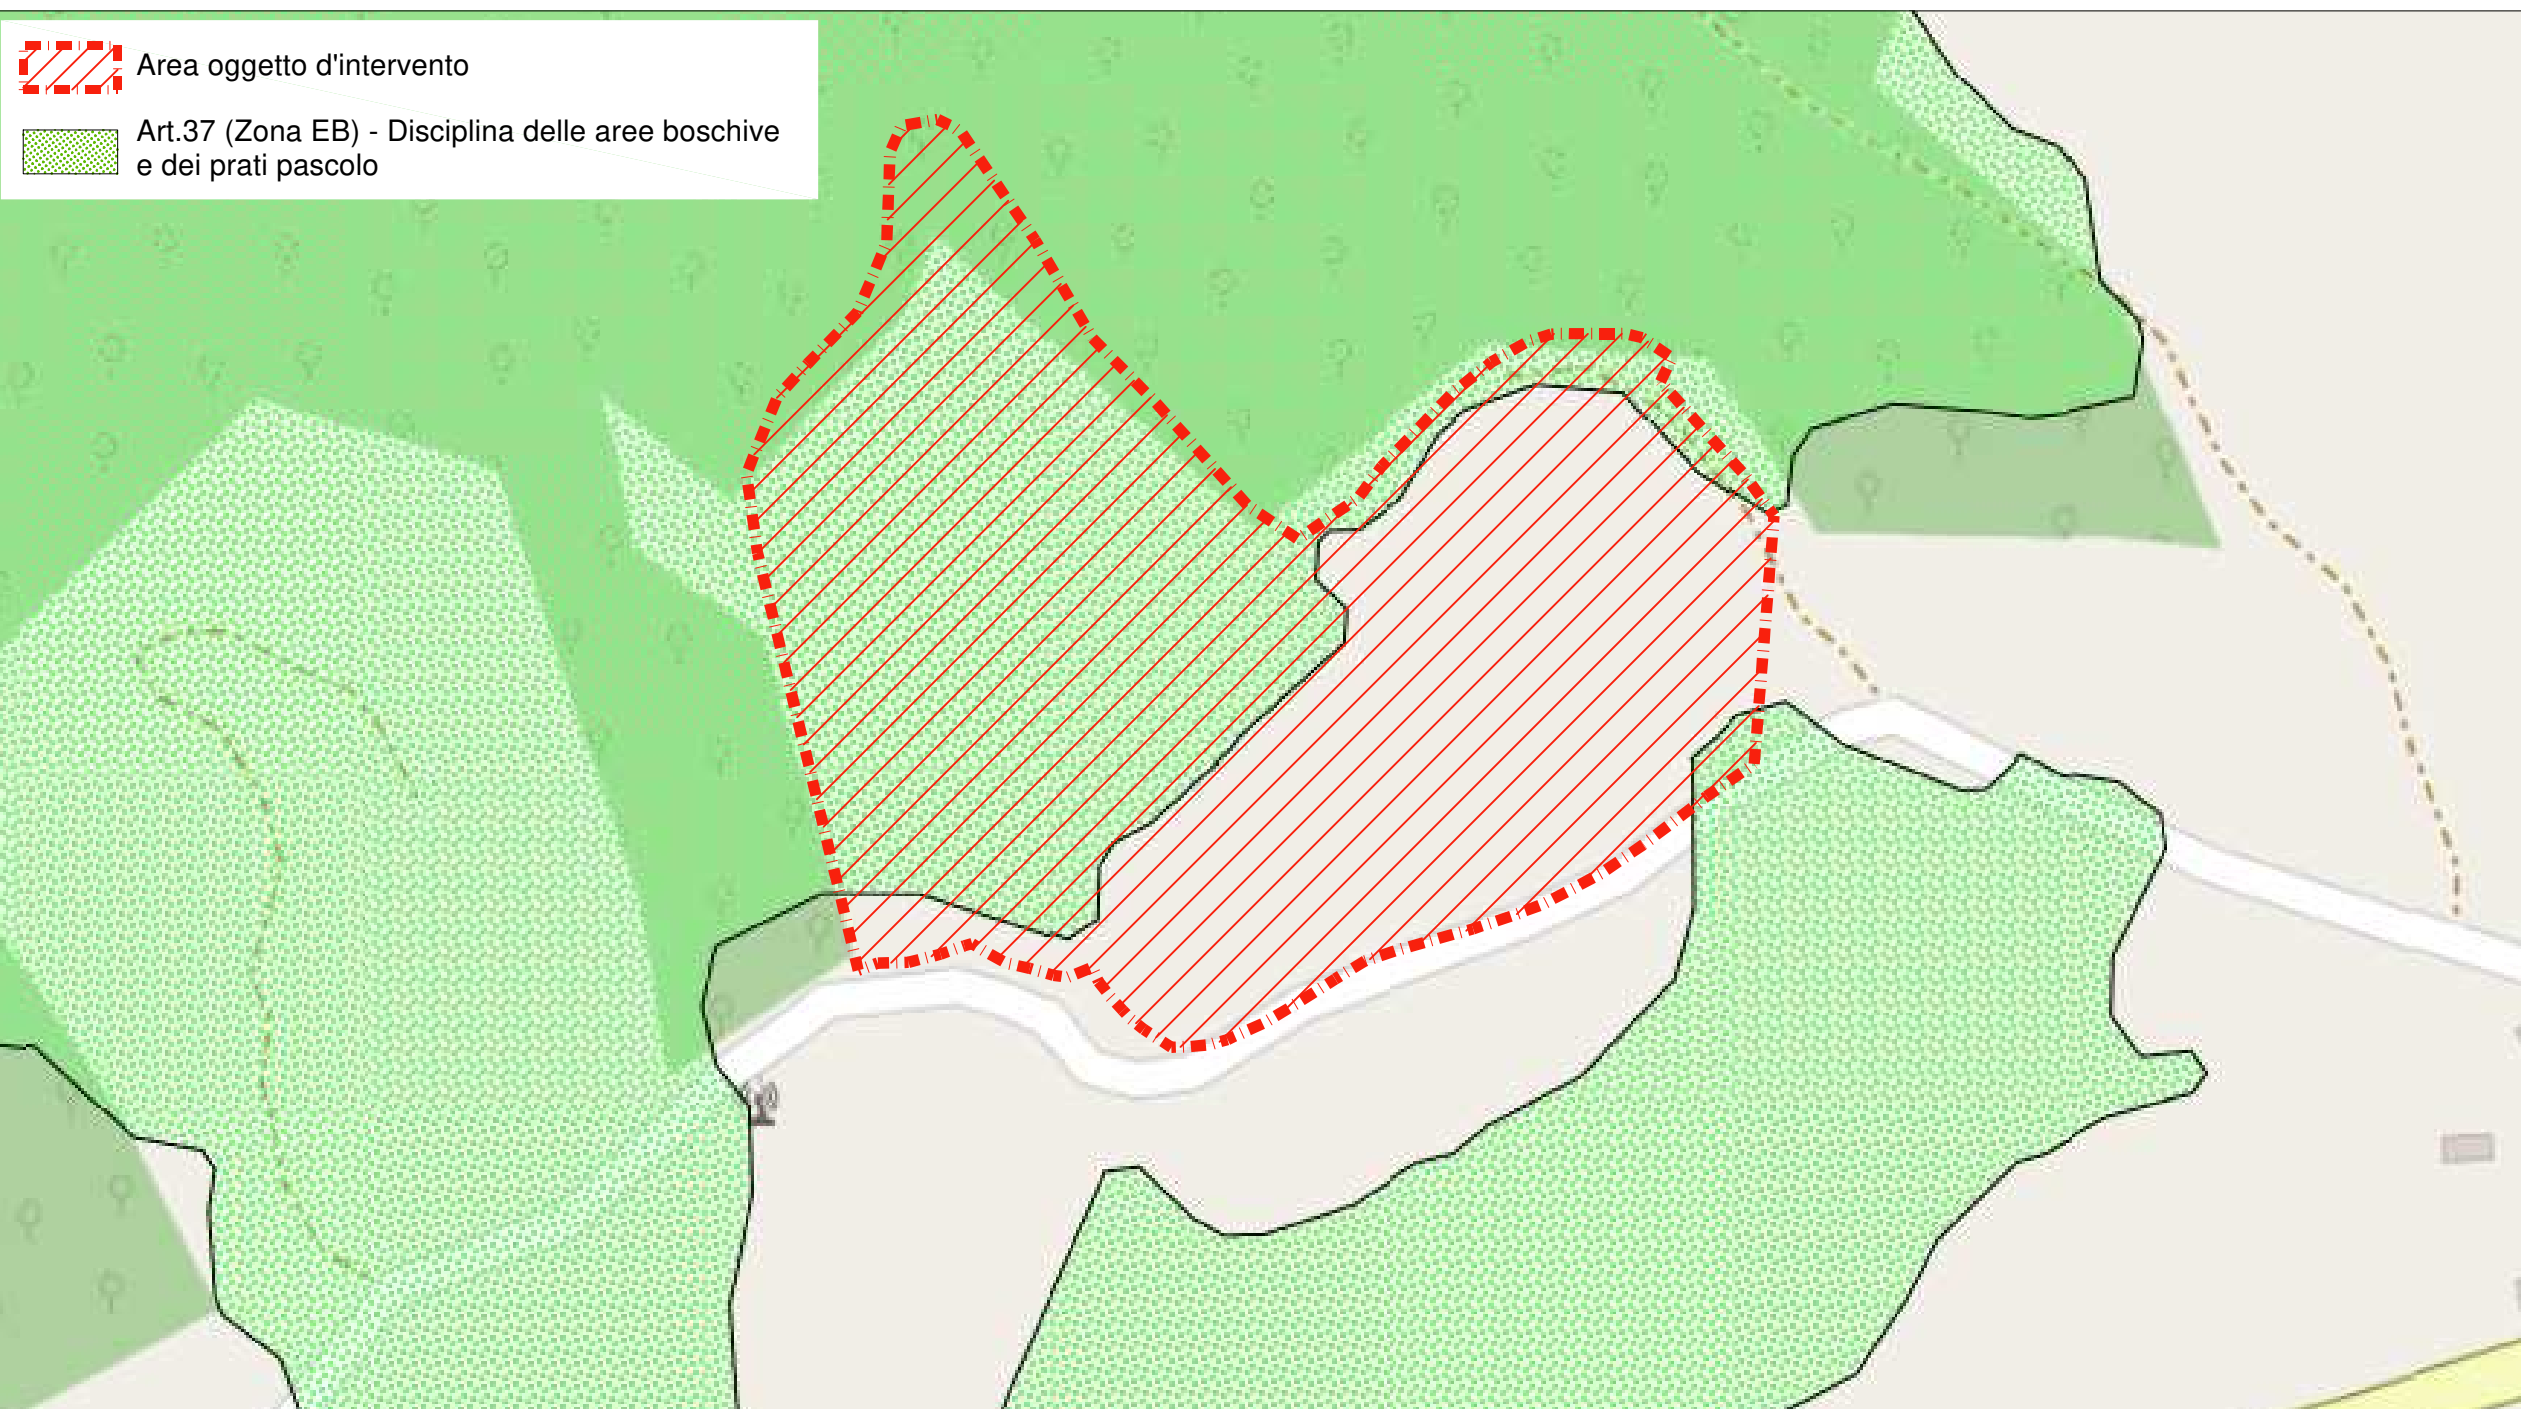 Area oggetto d'intervento
Art.37 (Zona EB) - Disciplina delle aree boschive
e dei prati pascolo